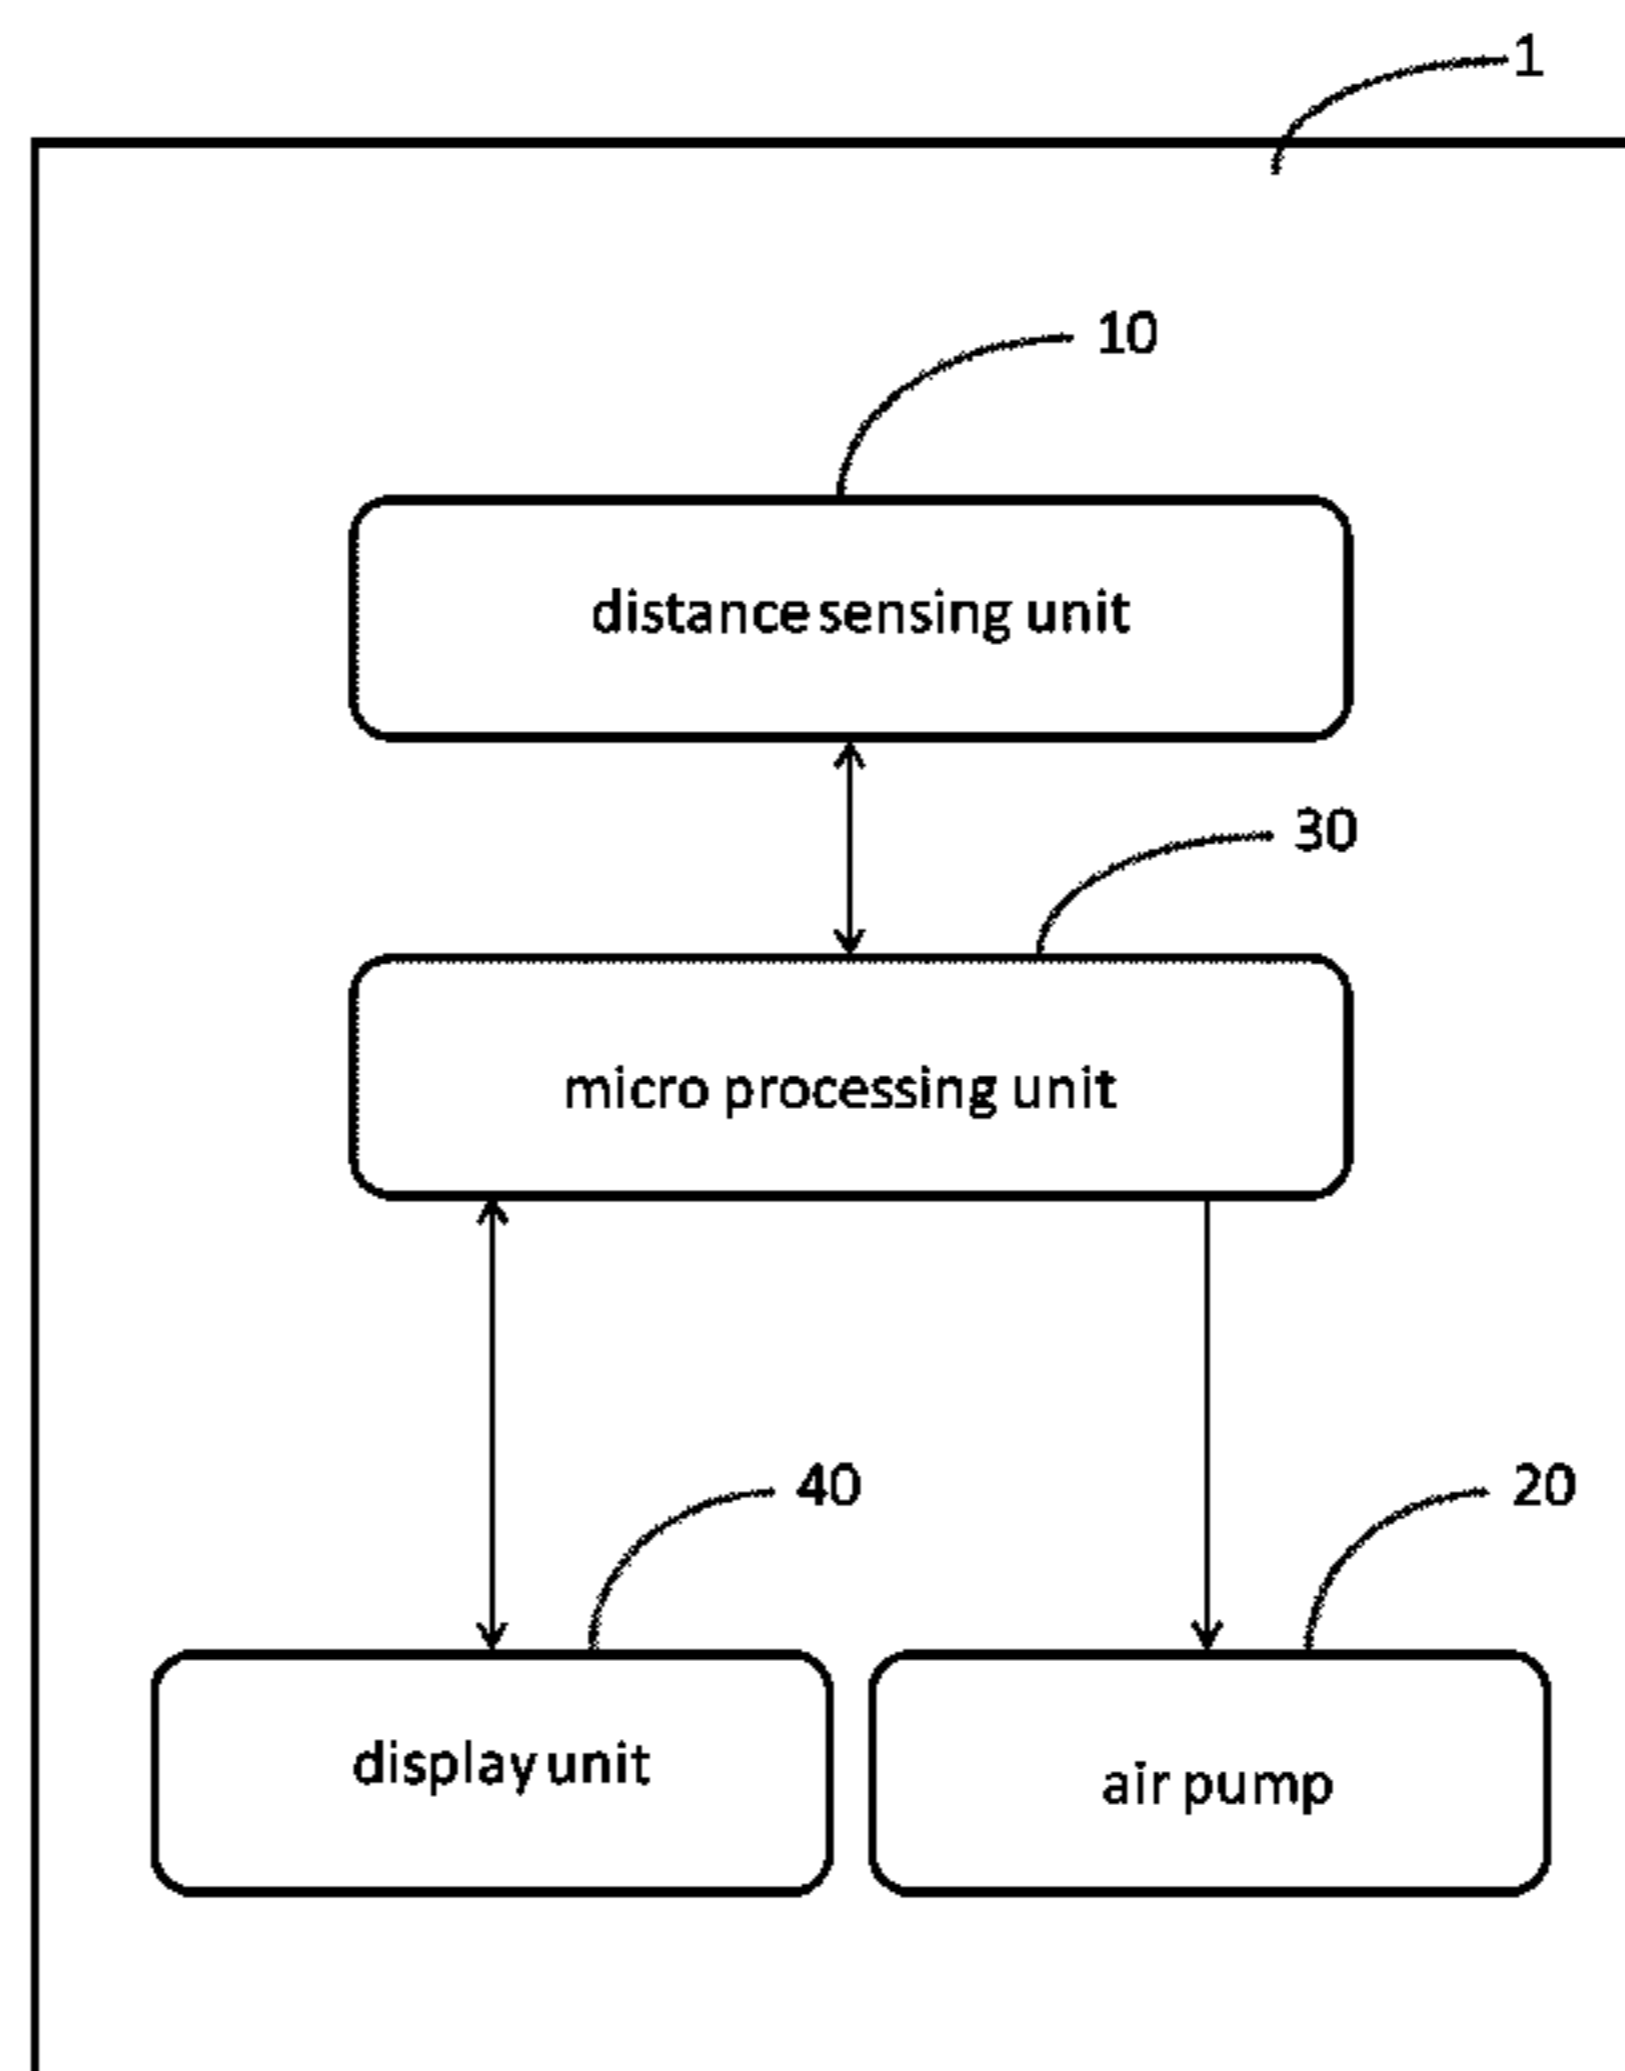 1
10
distance sensing unit
30
micro processing unit
40
20
display unit
air pump